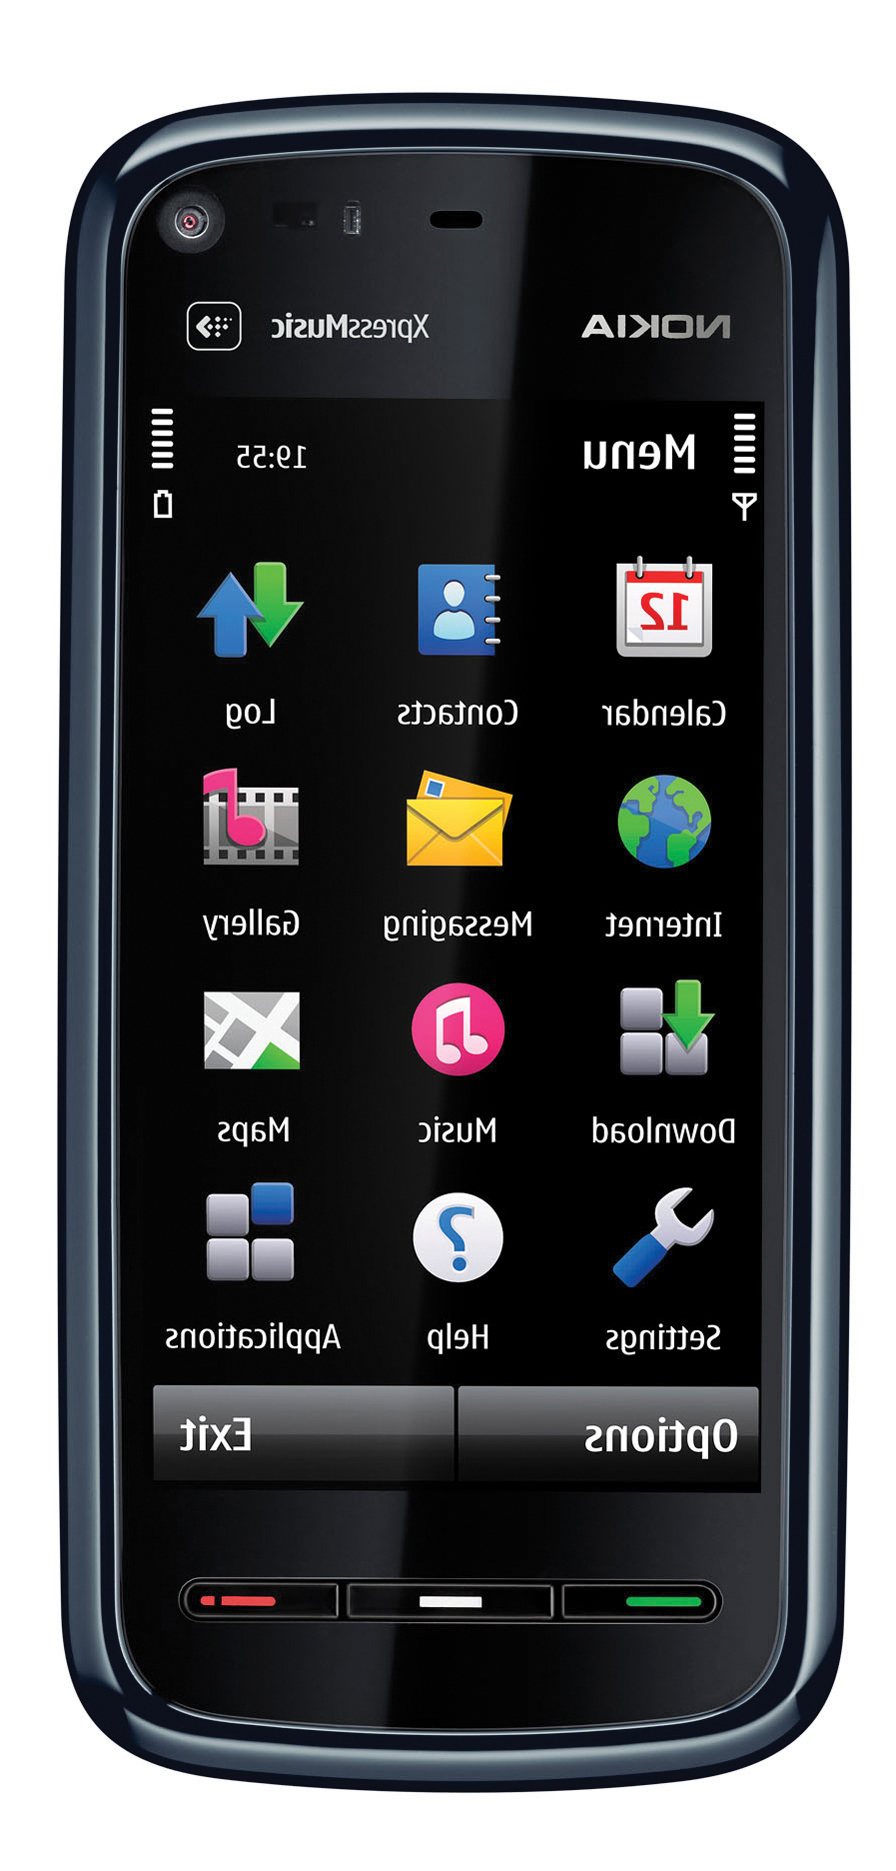 NOKIA XpressMusic
Menu 19:55
12
Calendar Contacts Log
Internet Messaging Gallery
Download Music Maps
?
Settings Help Applications
Options Exit